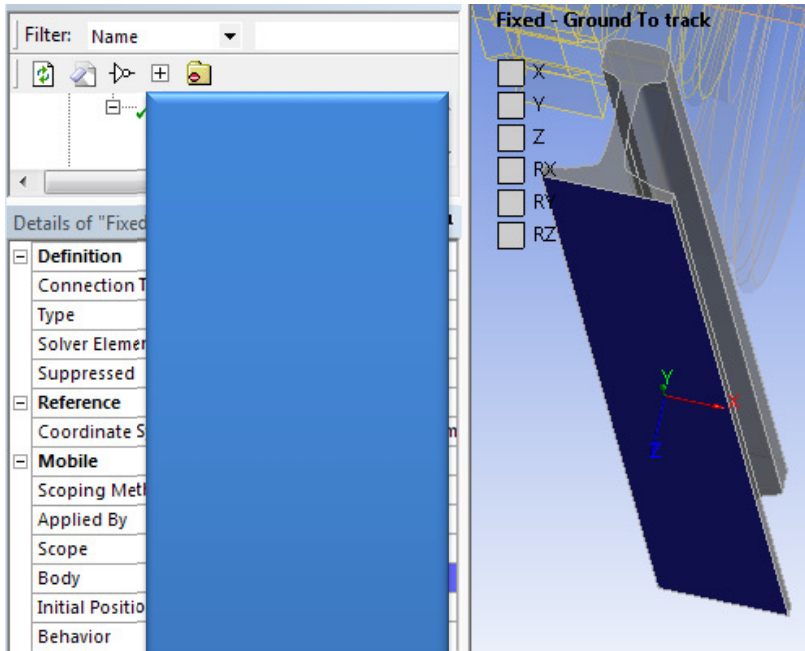 Filter: Name
Details of "Fixed
Definition
Connection T
Type
Solver Elemer
Suppressed
Reference
Coordinate S
Mobile
Scoping Meth
Applied By
Scope
Body
Initial Positio
Behavior
Fixed - Ground To track
X
Y
Z
RX
RY
RZ
Y
X
Z